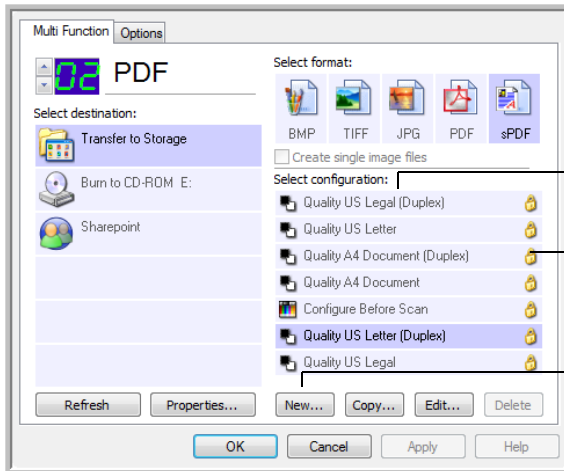 Multi Function Options
02 PDF
Select destination:
Transfer to Storage
Burn to CD-ROM E:
Sharepoint
Refresh Properties...
Select format:
BMP TIFF JPG PDF sPDF
Create single image files
Select configuration:
Quality US Legal (Duplex)
Quality US Letter
Quality A4 Document (Duplex)
Quality A4 Document
Configure Before Scan
Quality US Letter (Duplex)
Quality US Legal
New... Copy... Edit... Delete
OK Cancel Apply Help